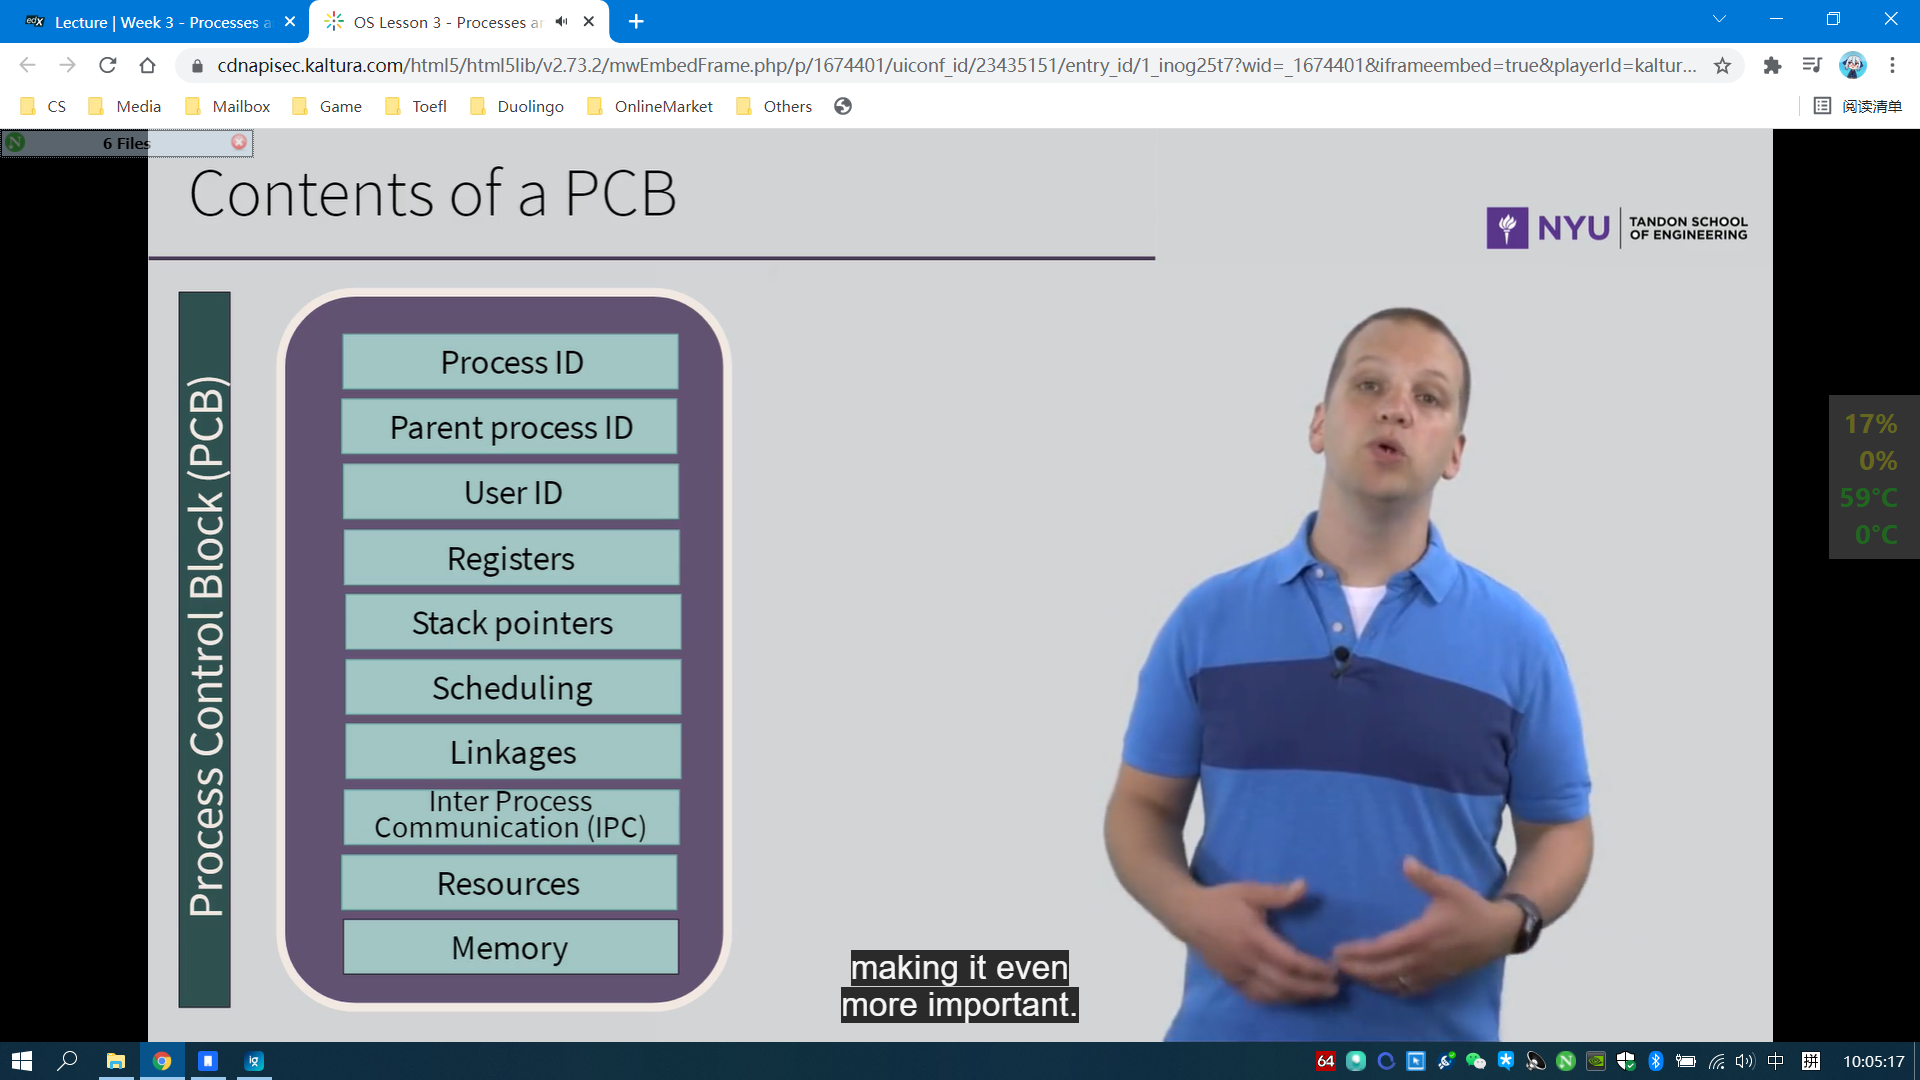 Lecture | Week 3 - Processes a
OS Lesson 3 - Processes a
cdnapisec.kaltura.com/html5/html5lib/v2.73.2/mwEmbedFrame.php/p/1674401/uiconf_id/23435151/entry_id/1_inog25t7?wid=_1674401&iframeembed=true&playerId=kaltur...
CS
Media
Mailbox
Game
Toefl
Duolingo
OnlineMarket
Others
阅读清单
6 Files
Contents of a PCB
NYU
TANDON SCHOOL
OF ENGINEERING
Process Control Block (PCB)
Process ID
Parent process ID
User ID
Registers
Stack pointers
Scheduling
Linkages
Inter Process
Communication (IPC)
Resources
Memory
17%
0%
59°C
0°C
making it even
more important.
64
中
拼
10:05:17